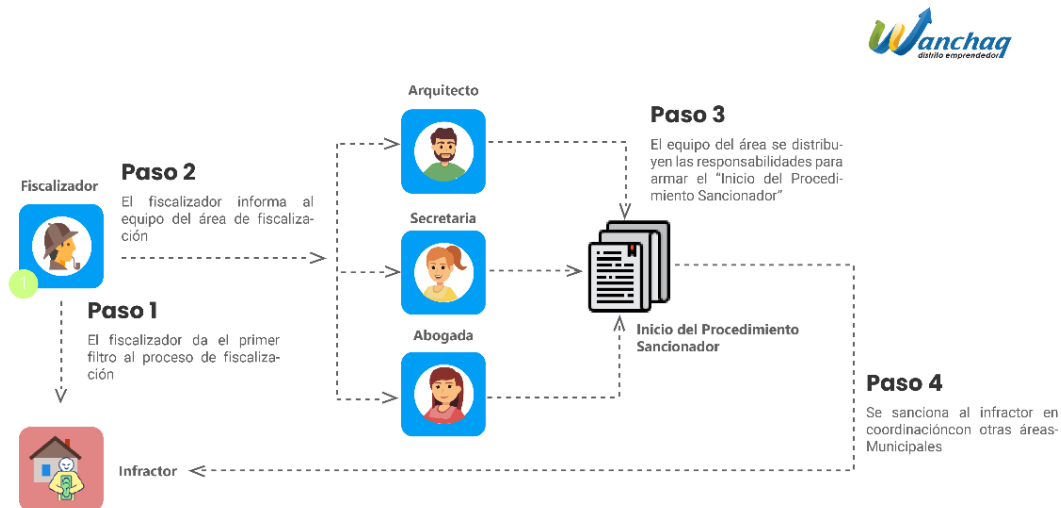 Wanchaq
distrito emprendedor
Arquitecto
Paso 3
El equipo del área se distribu-
yen las responsabilidades para
armar el “Inicio del Procedi-
miento Sancionador”
Paso 2
Fiscalizador
El fiscalizador informa al
equipo del área de fiscaliza-
ción
Secretaria
1
Paso 1
El fiscalizador da el primer
filtro al proceso de fiscaliza-
ción
Abogada
Inicio del Procedimiento
Sancionador
Paso 4
Se sanciona al infractor en
coordinacióncon otras áreas-
Municipales
Infractor